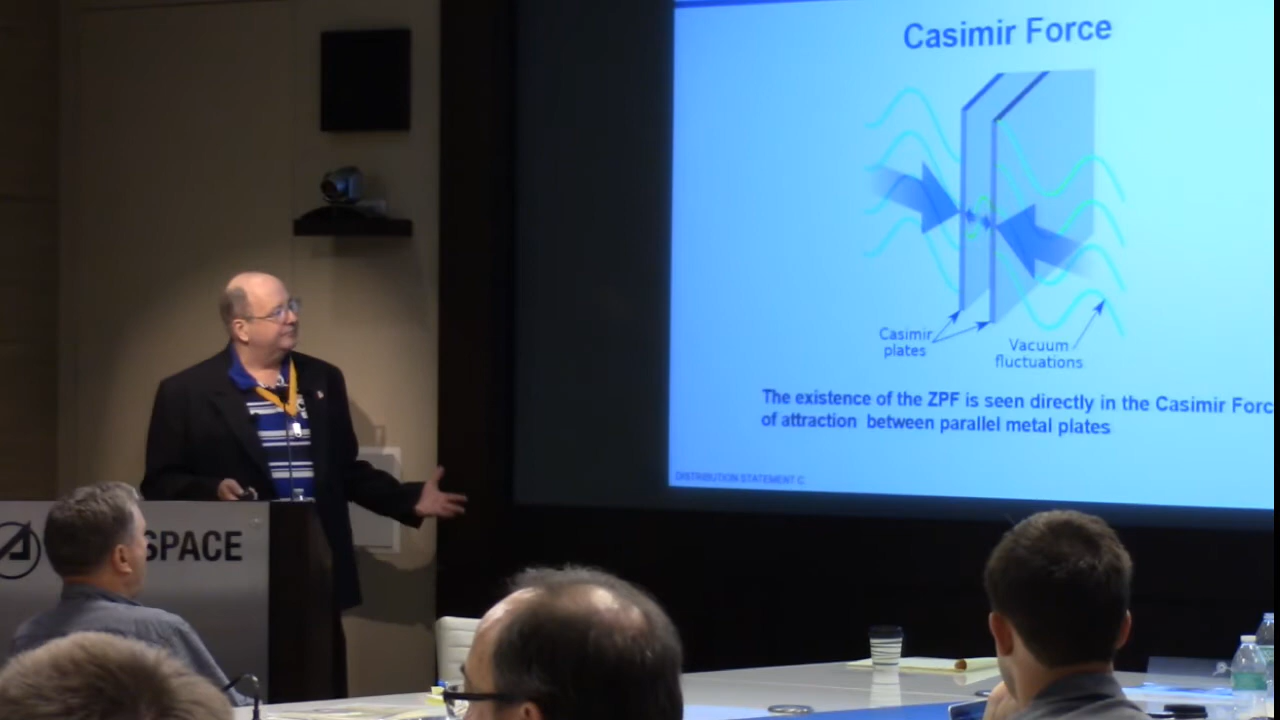 Casimir Force
Casimir
plates
Vacuum
fluctuations
The existence of the ZPF is seen directly in the Casimir Forc
of attraction between parallel metal plates
DISTRIBUTION STATEMENT C
SPACE